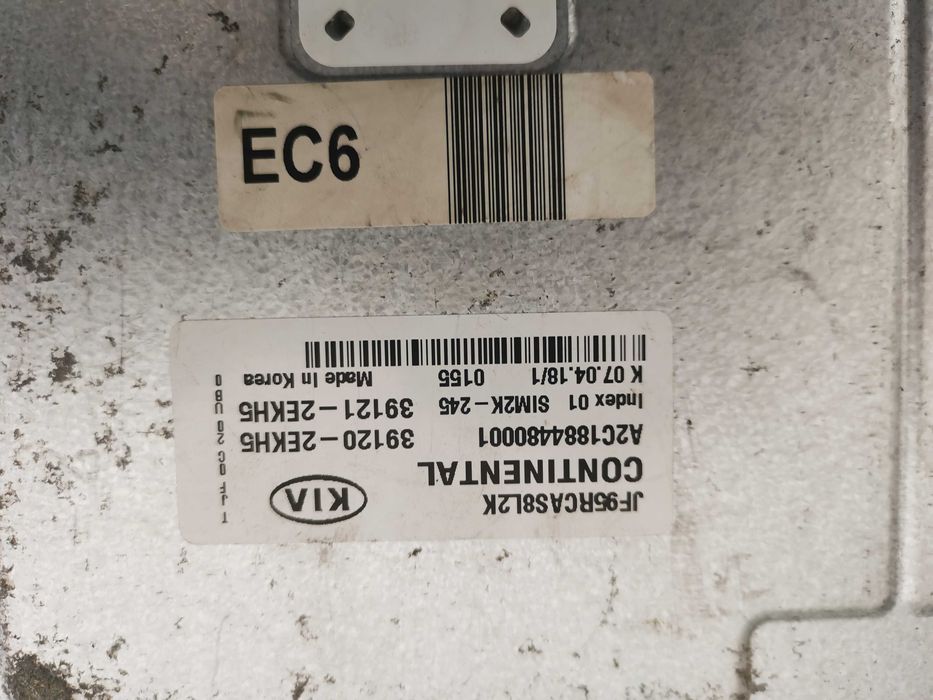 EC6
JF95RCAS8L2K
KIA
CONTINENTAL
A2C1884480001 39120-2EKH5
Index 01 SIM2K-245 39121-2EKH5
K 07.04.18/1 0155 Made In Korea
TJF0C20UB0